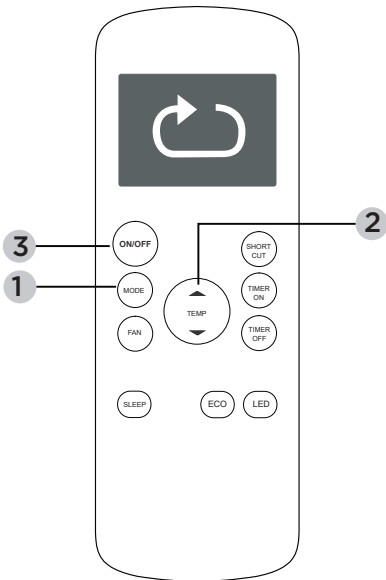 2
3
ON/OFF
SHORT
CUT
1
MODE
TEMP
TIMER
ON
FAN
TIMER
OFF
SLEEP
ECO
LED